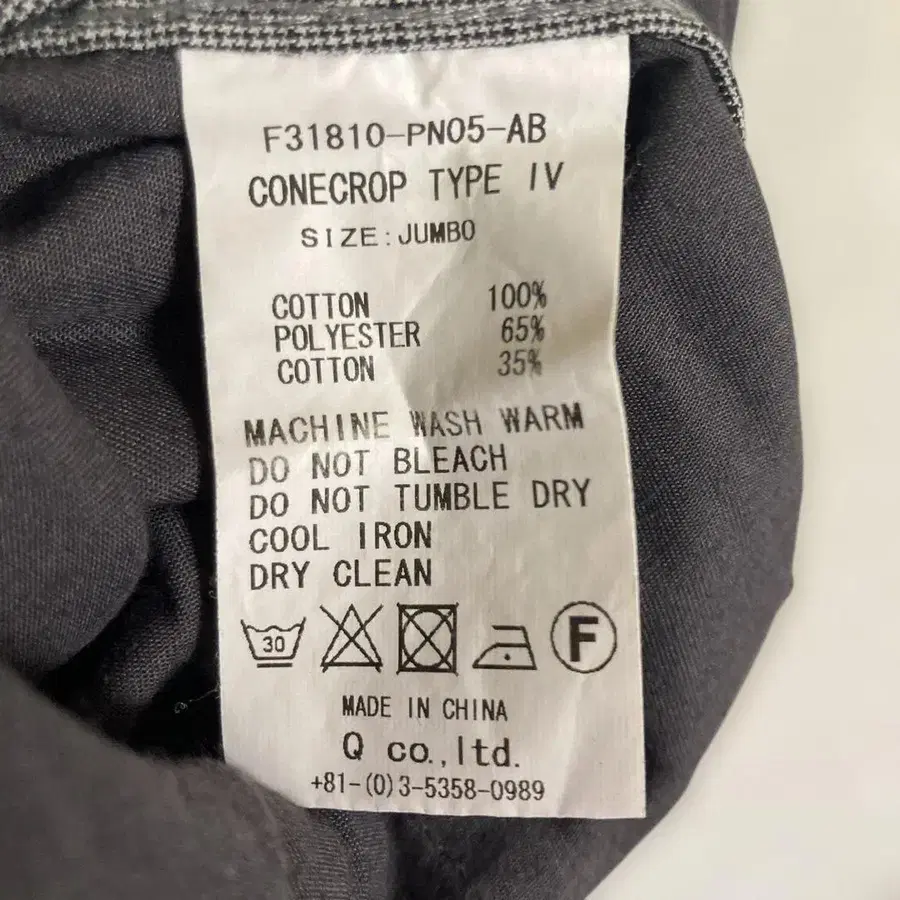 F31810-PN05-AB
CONECROP TYPE IV
SIZE:JUMBO
COTTON 100%
POLYESTER 65%
COTTON 35%
MACHINE WASH WARM
DO NOT BLEACH
DO NOT TUMBLE DRY
COOL IRON
DRY CLEAN
30 F
MADE IN CHINA
Q co.,ltd.
+81-(0)3-5358-0989